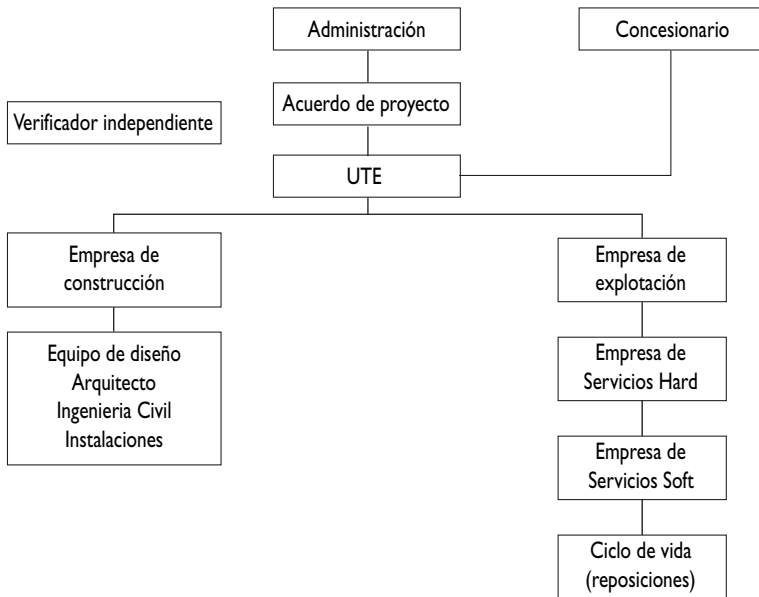 Administración
Concesionario
Acuerdo de proyecto
Verificador independiente
UTE
Empresa de
construcción
Equipo de diseño
Arquitecto
Ingenieria Civil
Instalaciones
Empresa de
explotación
Empresa de
Servicios Hard
Empresa de
Servicios Soft
Ciclo de vida
(reposiciones)